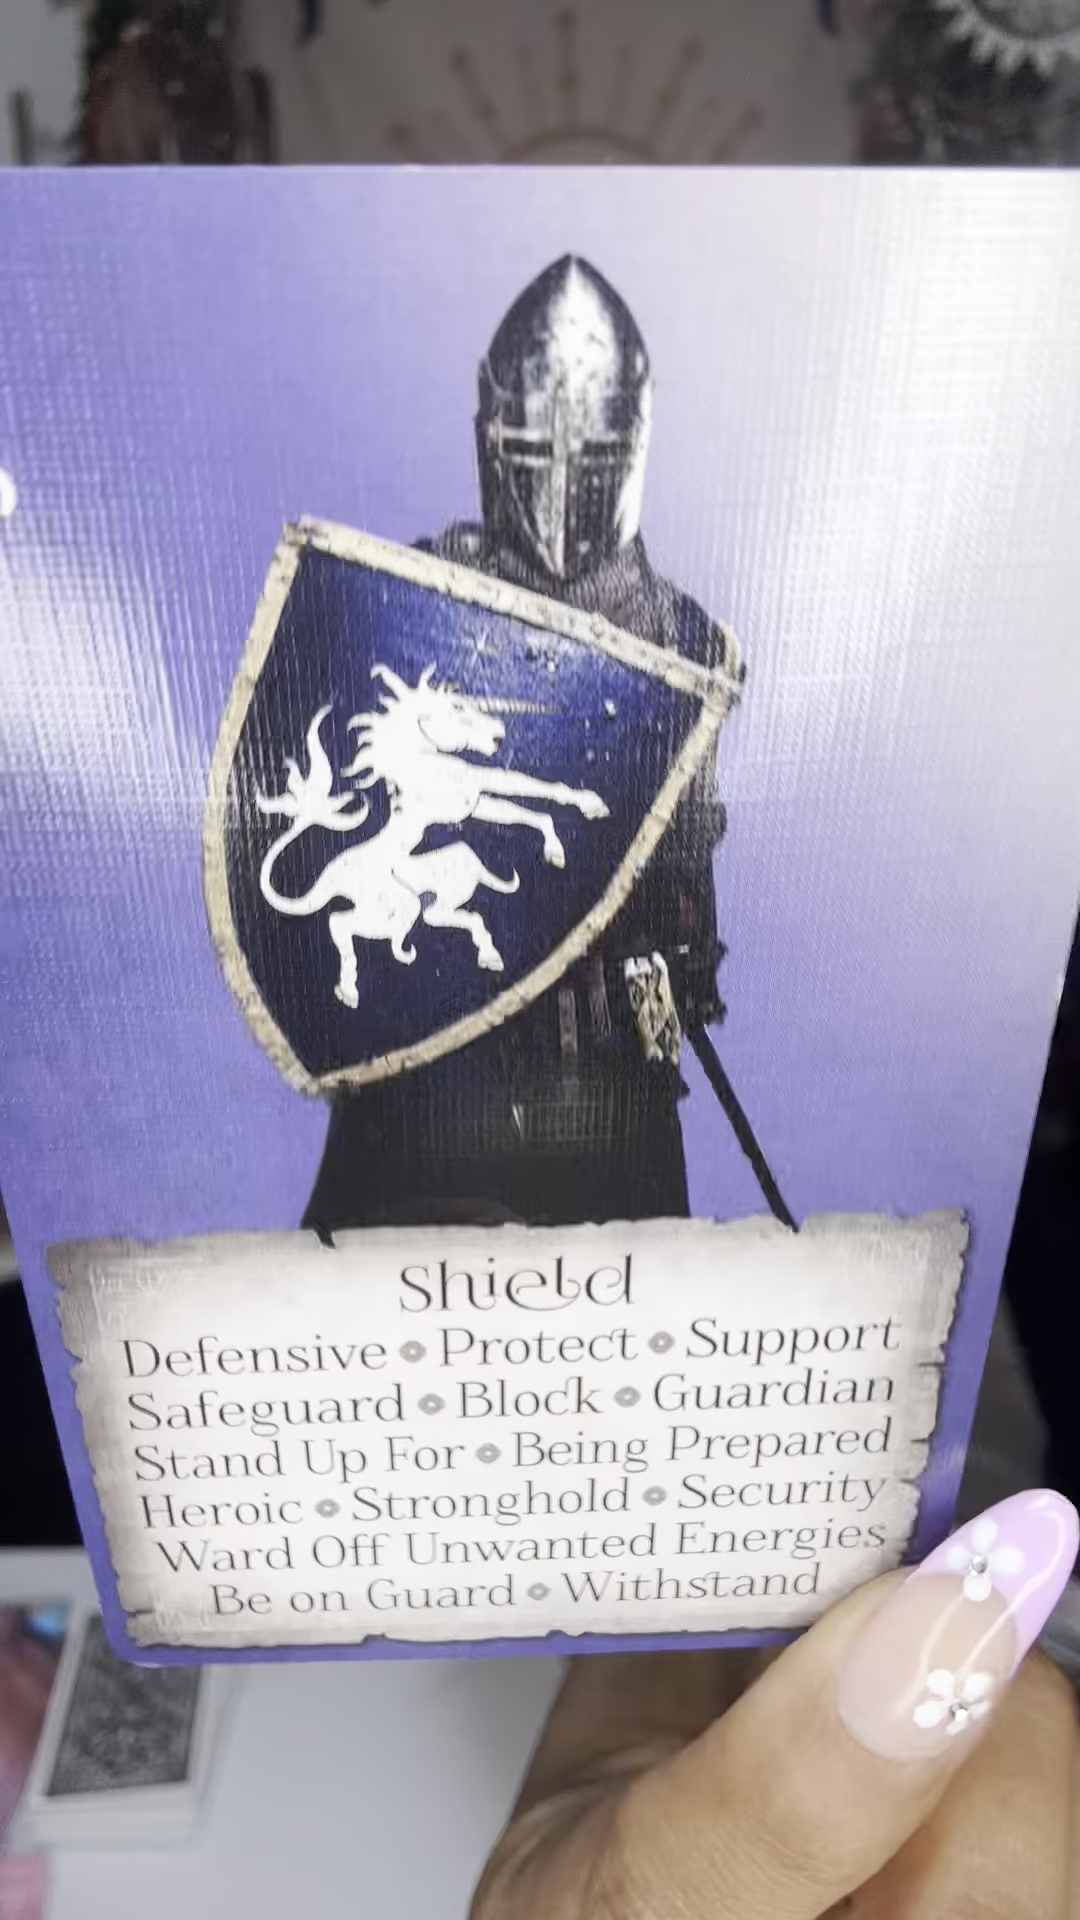 Shield
Defensive • Protect • Support
Safeguard • Block • Guardian
Stand Up For • Being Prepared
Heroic • Stronghold • Security
Ward Off Unwanted Energies
Be on Guard • Withstand